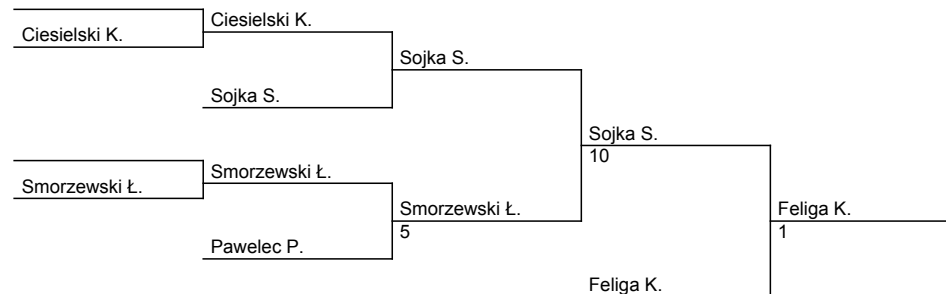 Ciesielski K.
Ciesielski K.
Sojka S.
Sojka S.
Sojka S.
10
Smorzewski Ł.
Smorzewski Ł.
Smorzewski Ł.
5
Pawelec P.
Feliga K.
1
Feliga K.